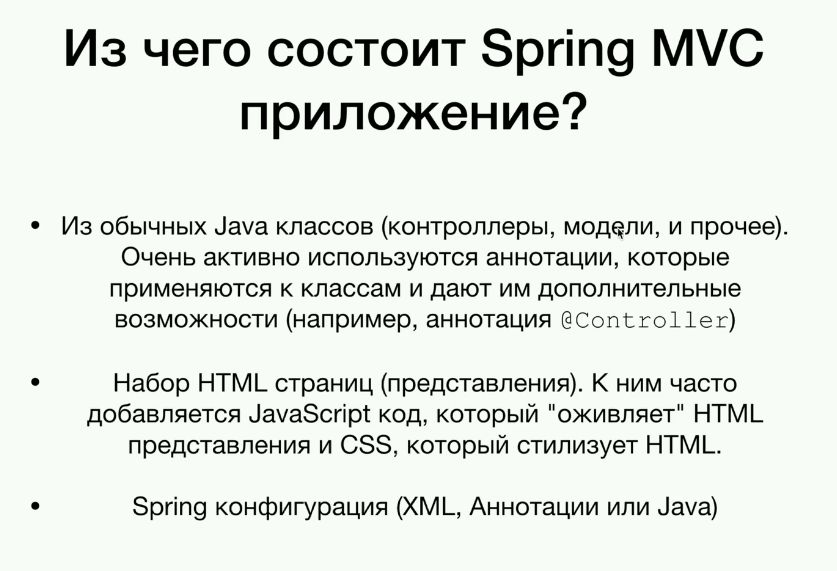 Из чего состоит Spring MVC
приложение?
• Из обычных Java классов (контроллеры, модели, и прочее).
Очень активно используются аннотации, которые
применяются к классам и дают им дополнительные
возможности (например, аннотация @Controller)
• Набор HTML страниц (представления). К ним часто
добавляется JavaScript код, который "оживляет" HTML
представления и CSS, который стилизует HTML.
• Spring конфигурация (XML, Аннотации или Java)